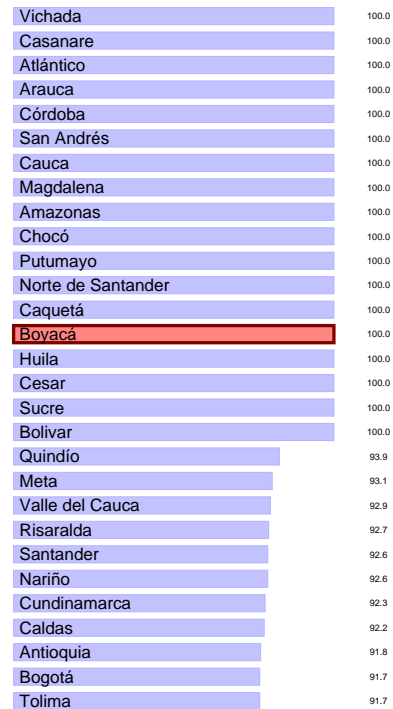 Vichada 100.0
Casanare 100.0
Atlántico 100.0
Arauca 100.0
Córdoba 100.0
San Andrés 100.0
Cauca 100.0
Magdalena 100.0
Amazonas 100.0
Chocó 100.0
Putumayo 100.0
Norte de Santander 100.0
Caquetá 100.0
Boyacá 100.0
Huila 100.0
Cesar 100.0
Sucre 100.0
Bolivar 100.0
Quindío 93.9
Meta 93.1
Valle del Cauca 92.9
Risaralda 92.7
Santander 92.6
Nariño 92.6
Cundinamarca 92.3
Caldas 92.2
Antioquia 91.8
Bogotá 91.7
Tolima 91.7